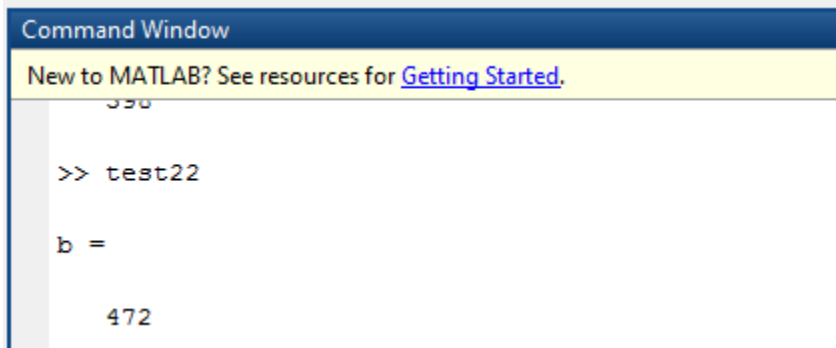 Command Window
New to MATLAB? See resources for Getting Started.
>> test22
b =
472